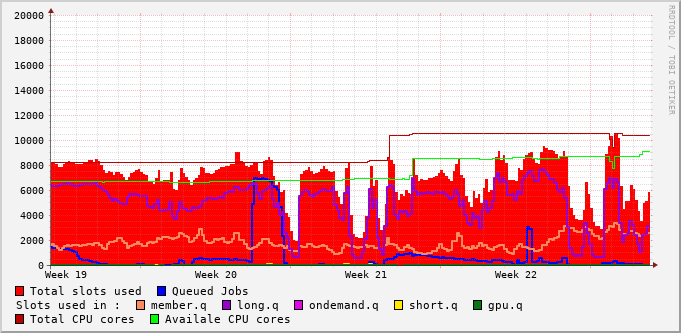 20000
18000
16000
14000
12000
10000
8000
6000
4000
2000
0
Week 19 Week 20 Week 21 Week 22
Total slots used Queued Jobs
Slots used in : member.q long.q ondemand.q short.q gpu.q
Total CPU cores Availale CPU cores
RRDTOOL / TOBI OETIKER